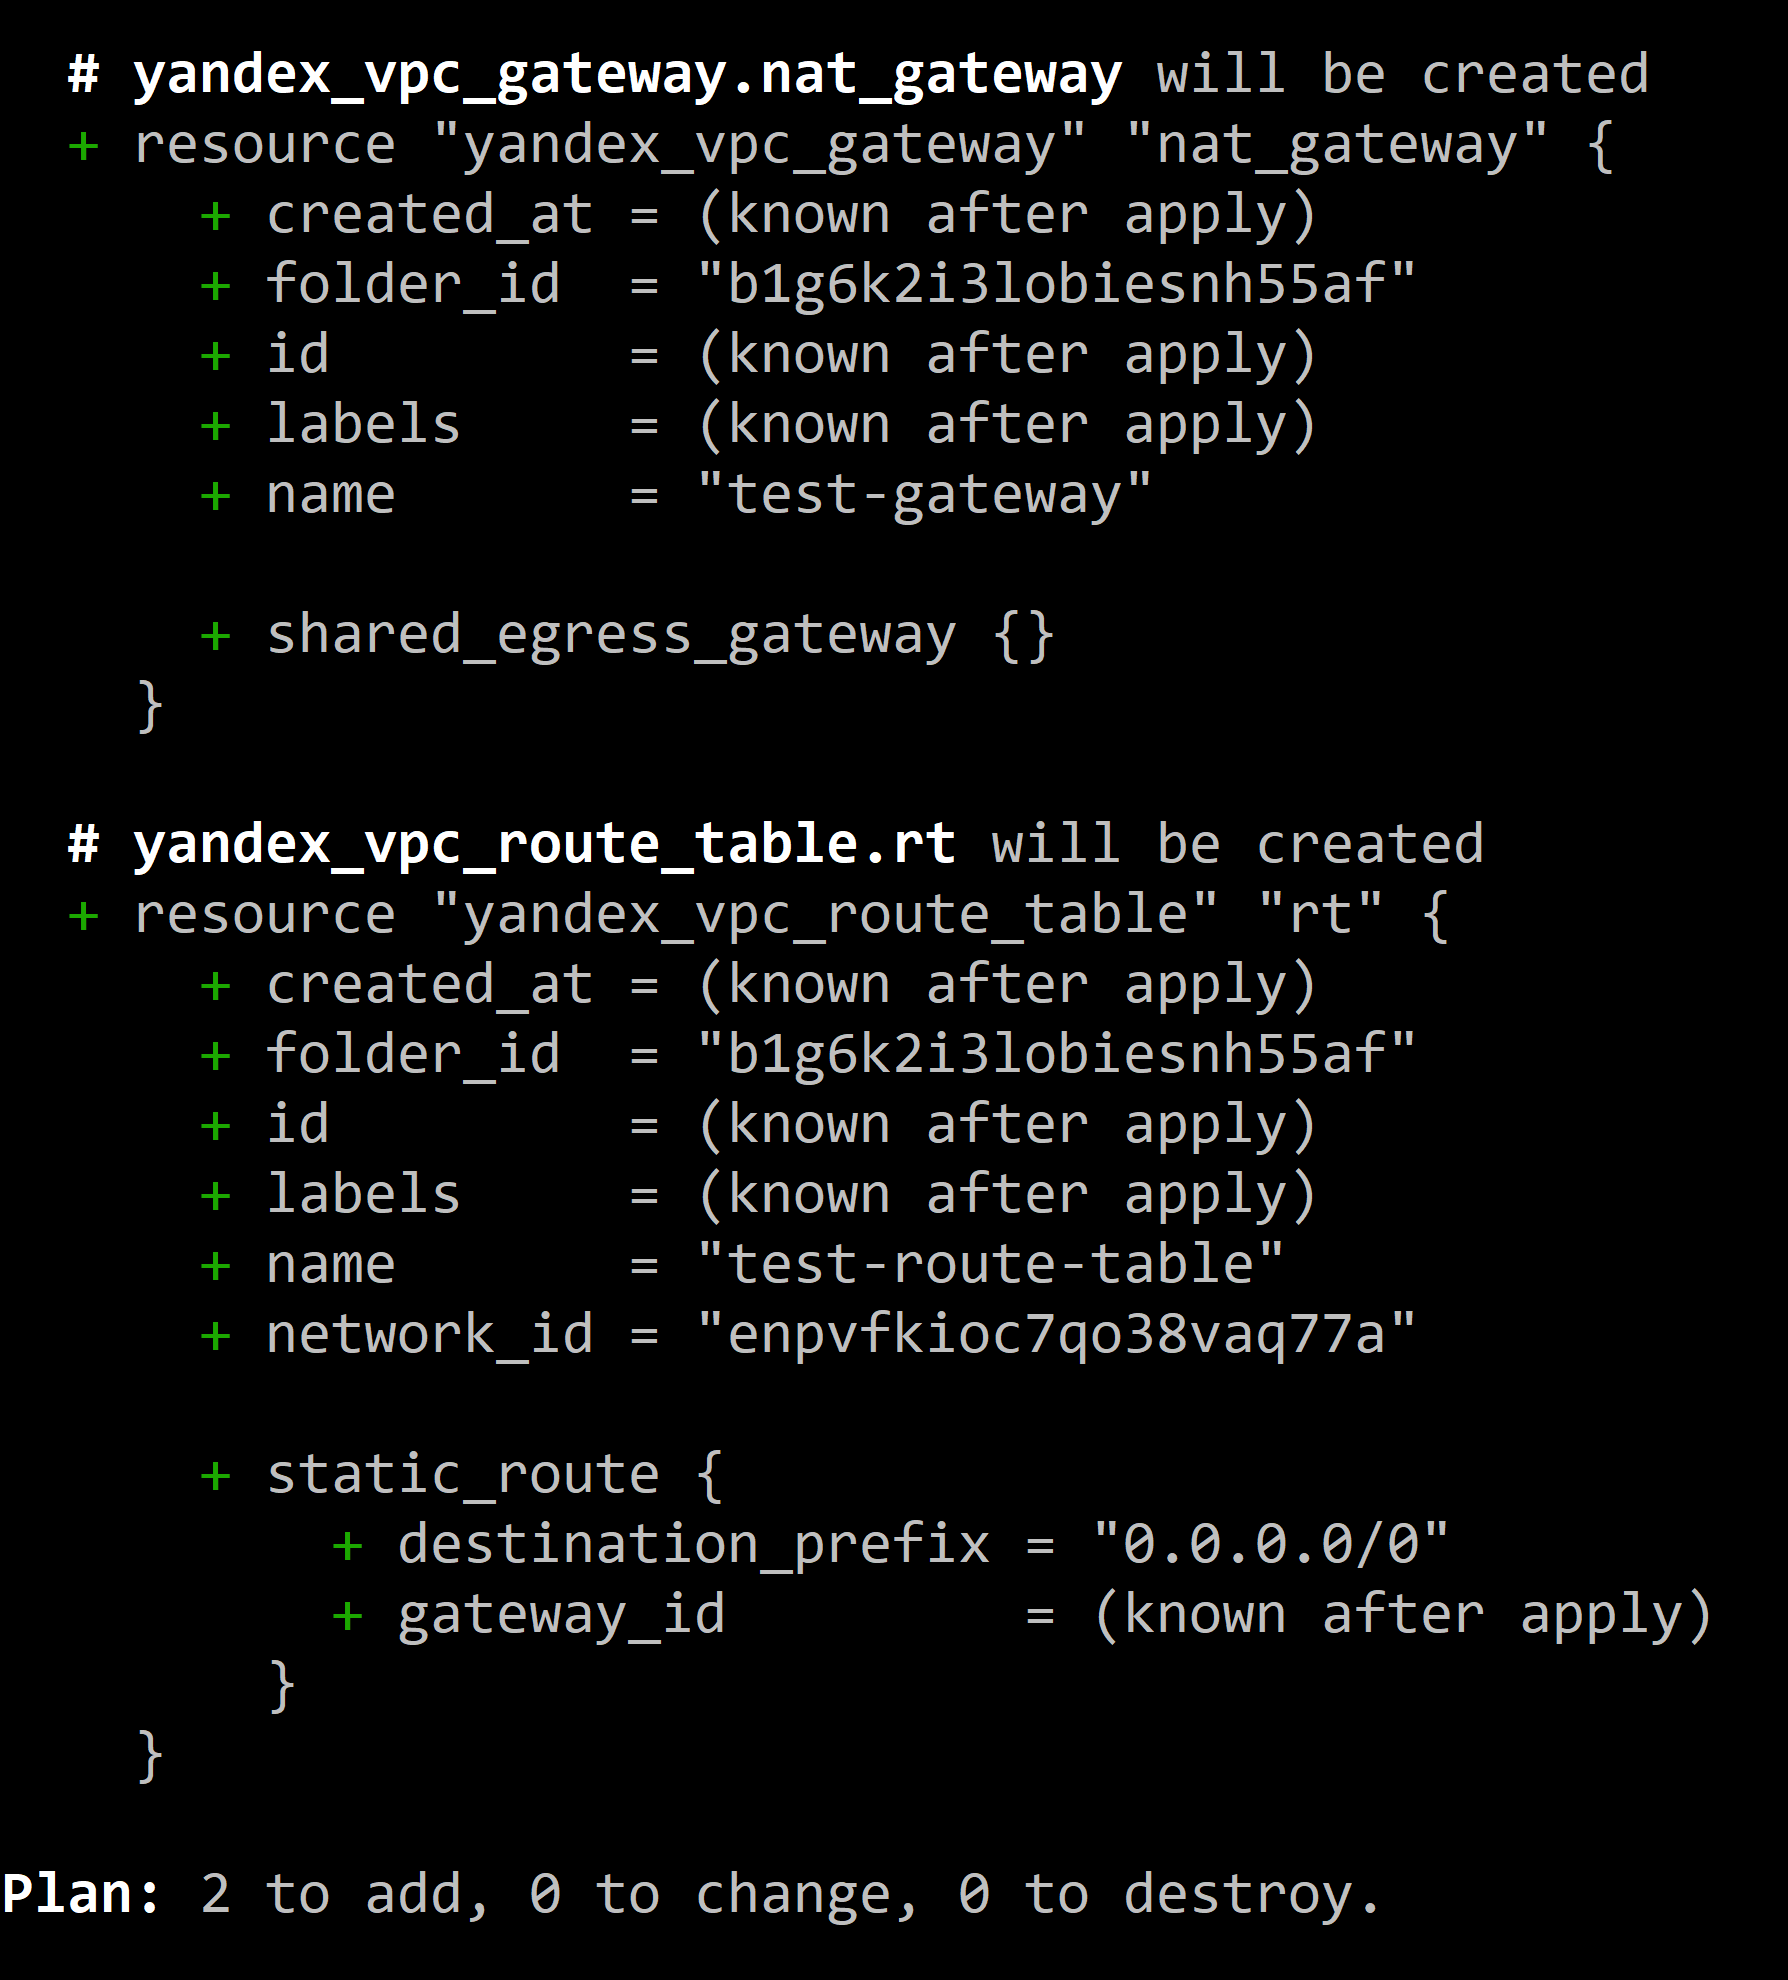 # yandex_vpc_gateway.nat_gateway will be created
+ resource "yandex_vpc_gateway" "nat_gateway" {
+ created_at = (known after apply)
+ folder_id = "b1g6k2i3lobiesnh55af"
+ id = (known after apply)
+ labels = (known after apply)
+ name = "test-gateway"
+ shared_egress_gateway {}
}
# yandex_vpc_route_table.rt will be created
+ resource "yandex_vpc_route_table" "rt" {
+ created_at = (known after apply)
+ folder_id = "b1g6k2i3lobiesnh55af"
+ id = (known after apply)
+ labels = (known after apply)
+ name = "test-route-table"
+ network_id = "enpvfkioc7qo38vaq77a"
+ static_route {
+ destination_prefix = "0.0.0.0/0"
+ gateway_id = (known after apply)
}
}
Plan: 2 to add, 0 to change, 0 to destroy.